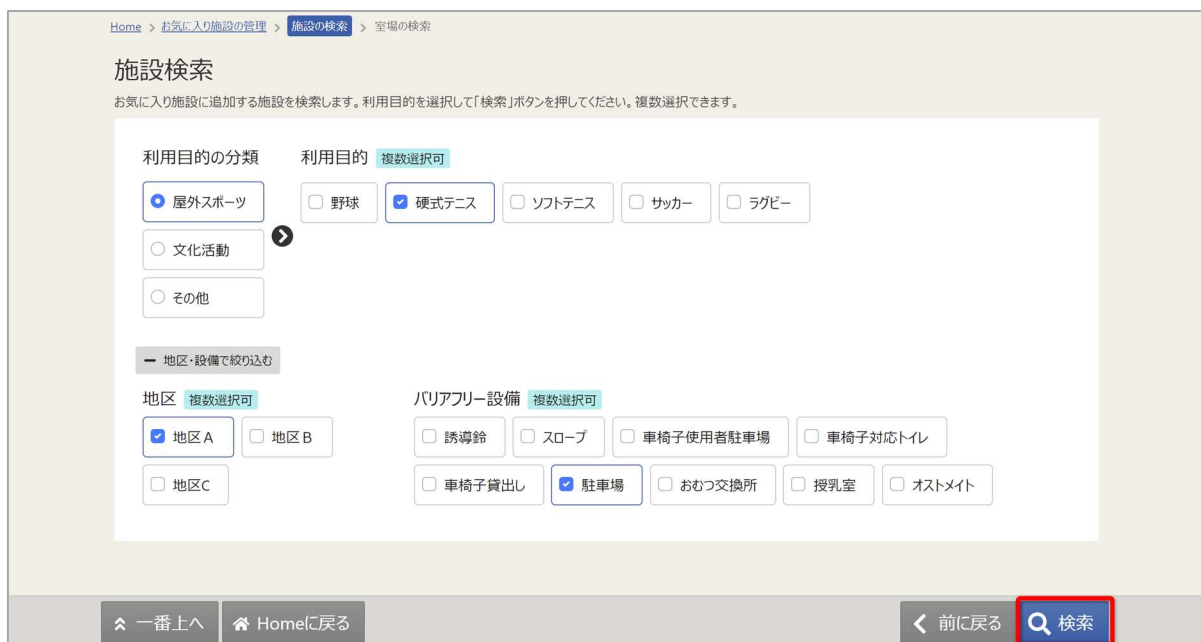 Home > お気に入り施設の管理 > 施設の検索 > 室場の検索
施設検索
お気に入り施設に追加する施設を検索します。利用目的を選択して「検索」ボタンを押してください。複数選択できます。
利用目的の分類 利用目的 複数選択可
屋外スポーツ 野球 硬式テニス ソフトテニス サッカー ラグビー
文化活動
その他
ー 地区・設備で絞り込む
地区 複数選択可 バリアフリー設備 複数選択可
地区A 地区B 誘導鈴 スロープ 車椅子使用者駐車場 車椅子対応トイレ
地区C 車椅子貸出し 駐車場 おむつ交換所 授乳室 オストメイト
一番上へ Homeに戻る 前に戻る 検索